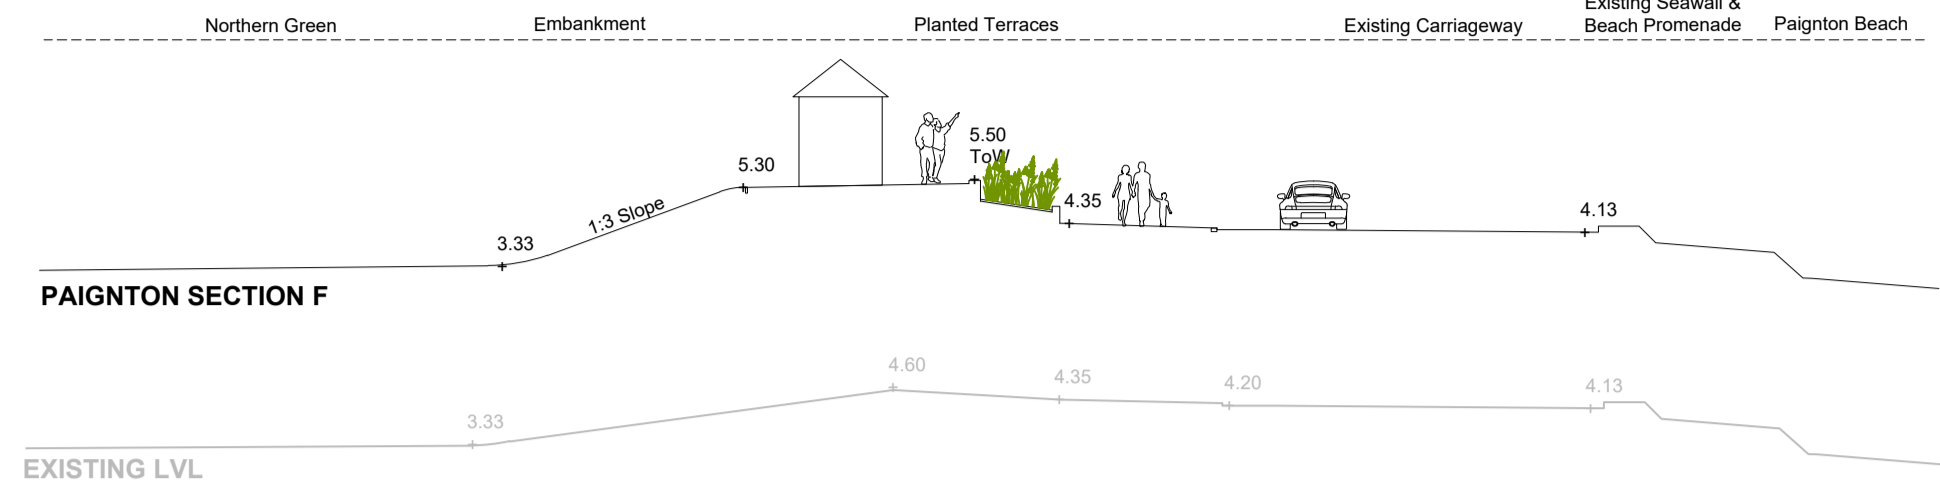 Northern Green
Embankment
Planted Terraces
Existing Carriageway
Existing Seawall &
Beach Promenade
Paignton Beach
5.50
ToW
5.30
4.35
1:3 Slope
4.13
3.33
PAIGNTON SECTION F
4.60
4.35
4.20
4.13
3.33
EXISTING LVL